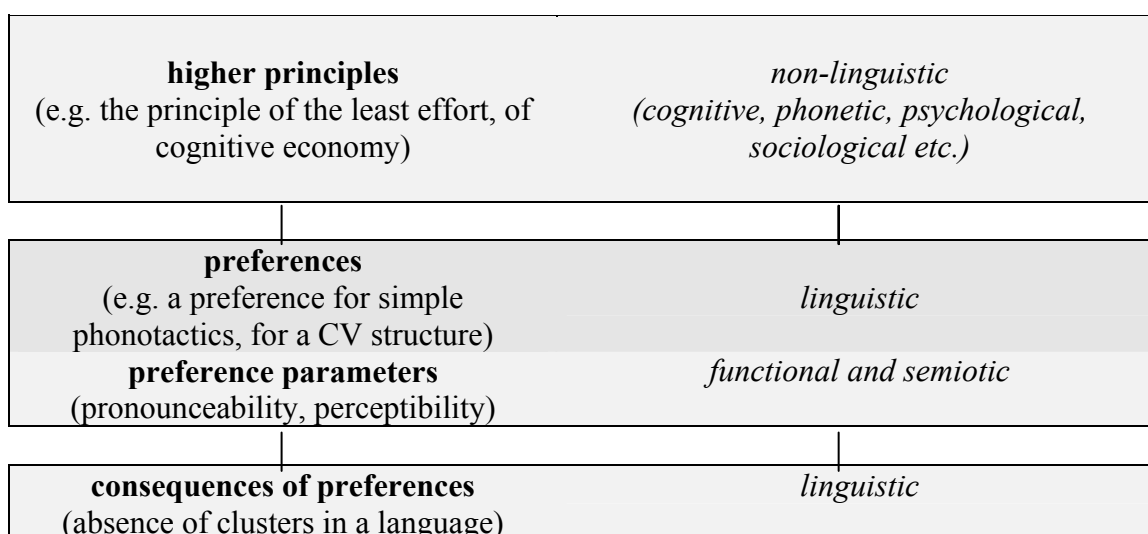 higher principles
(e.g. the principle of the least effort, of
cognitive economy)
non-linguistic
(cognitive, phonetic, psychological,
sociological etc.)
preferences
(e.g. a preference for simple
phonotactics, for a CV structure)
linguistic
preference parameters
(pronounceability, perceptibility)
functional and semiotic
consequences of preferences
(absence of clusters in a language)
linguistic